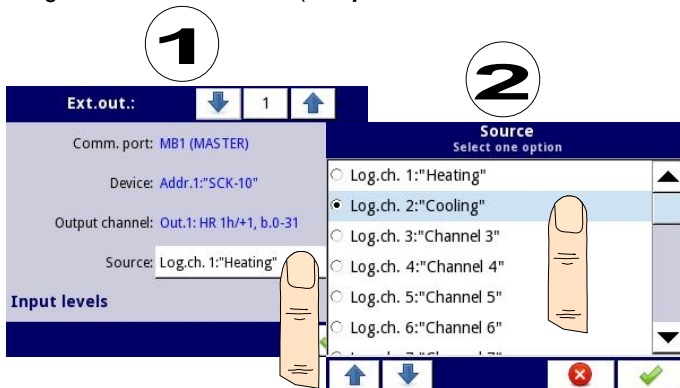 1
2
Ext.out.: 1
Comm. port: MB1 (MASTER)
Device: Addr.1:"SCK-10"
Output channel: Out.1: HR 1h/+1, b.0-31
Source: Log.ch. 1:"Heating"
Input levels
Source
Select one option
Log.ch. 1:"Heating"
Log.ch. 2:"Cooling"
Log.ch. 3:"Channel 3"
Log.ch. 4:"Channel 4"
Log.ch. 5:"Channel 5"
Log.ch. 6:"Channel 6"